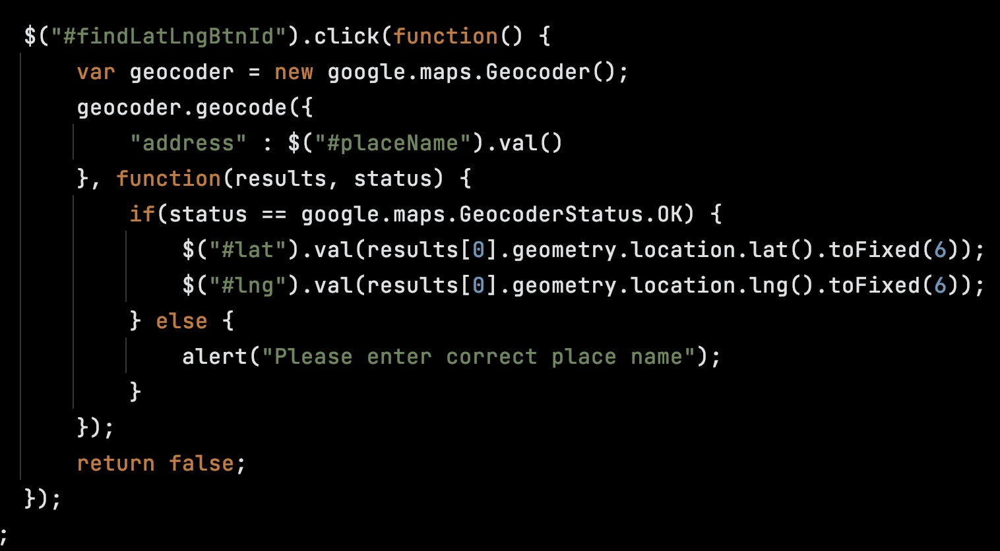 $("#findLatLngBtnId").click(function() {
    var geocoder = new google.maps.Geocoder();
    geocoder.geocode({
        "address" : $("#placeName").val()
    }, function(results, status) {
        if(status == google.maps.GeocoderStatus.OK) {
            $("#lat").val(results[0].geometry.location.lat().toFixed(6));
            $("#lng").val(results[0].geometry.location.lng().toFixed(6));
        } else {
            alert("Please enter correct place name");
        }
    });
    return false;
});
;